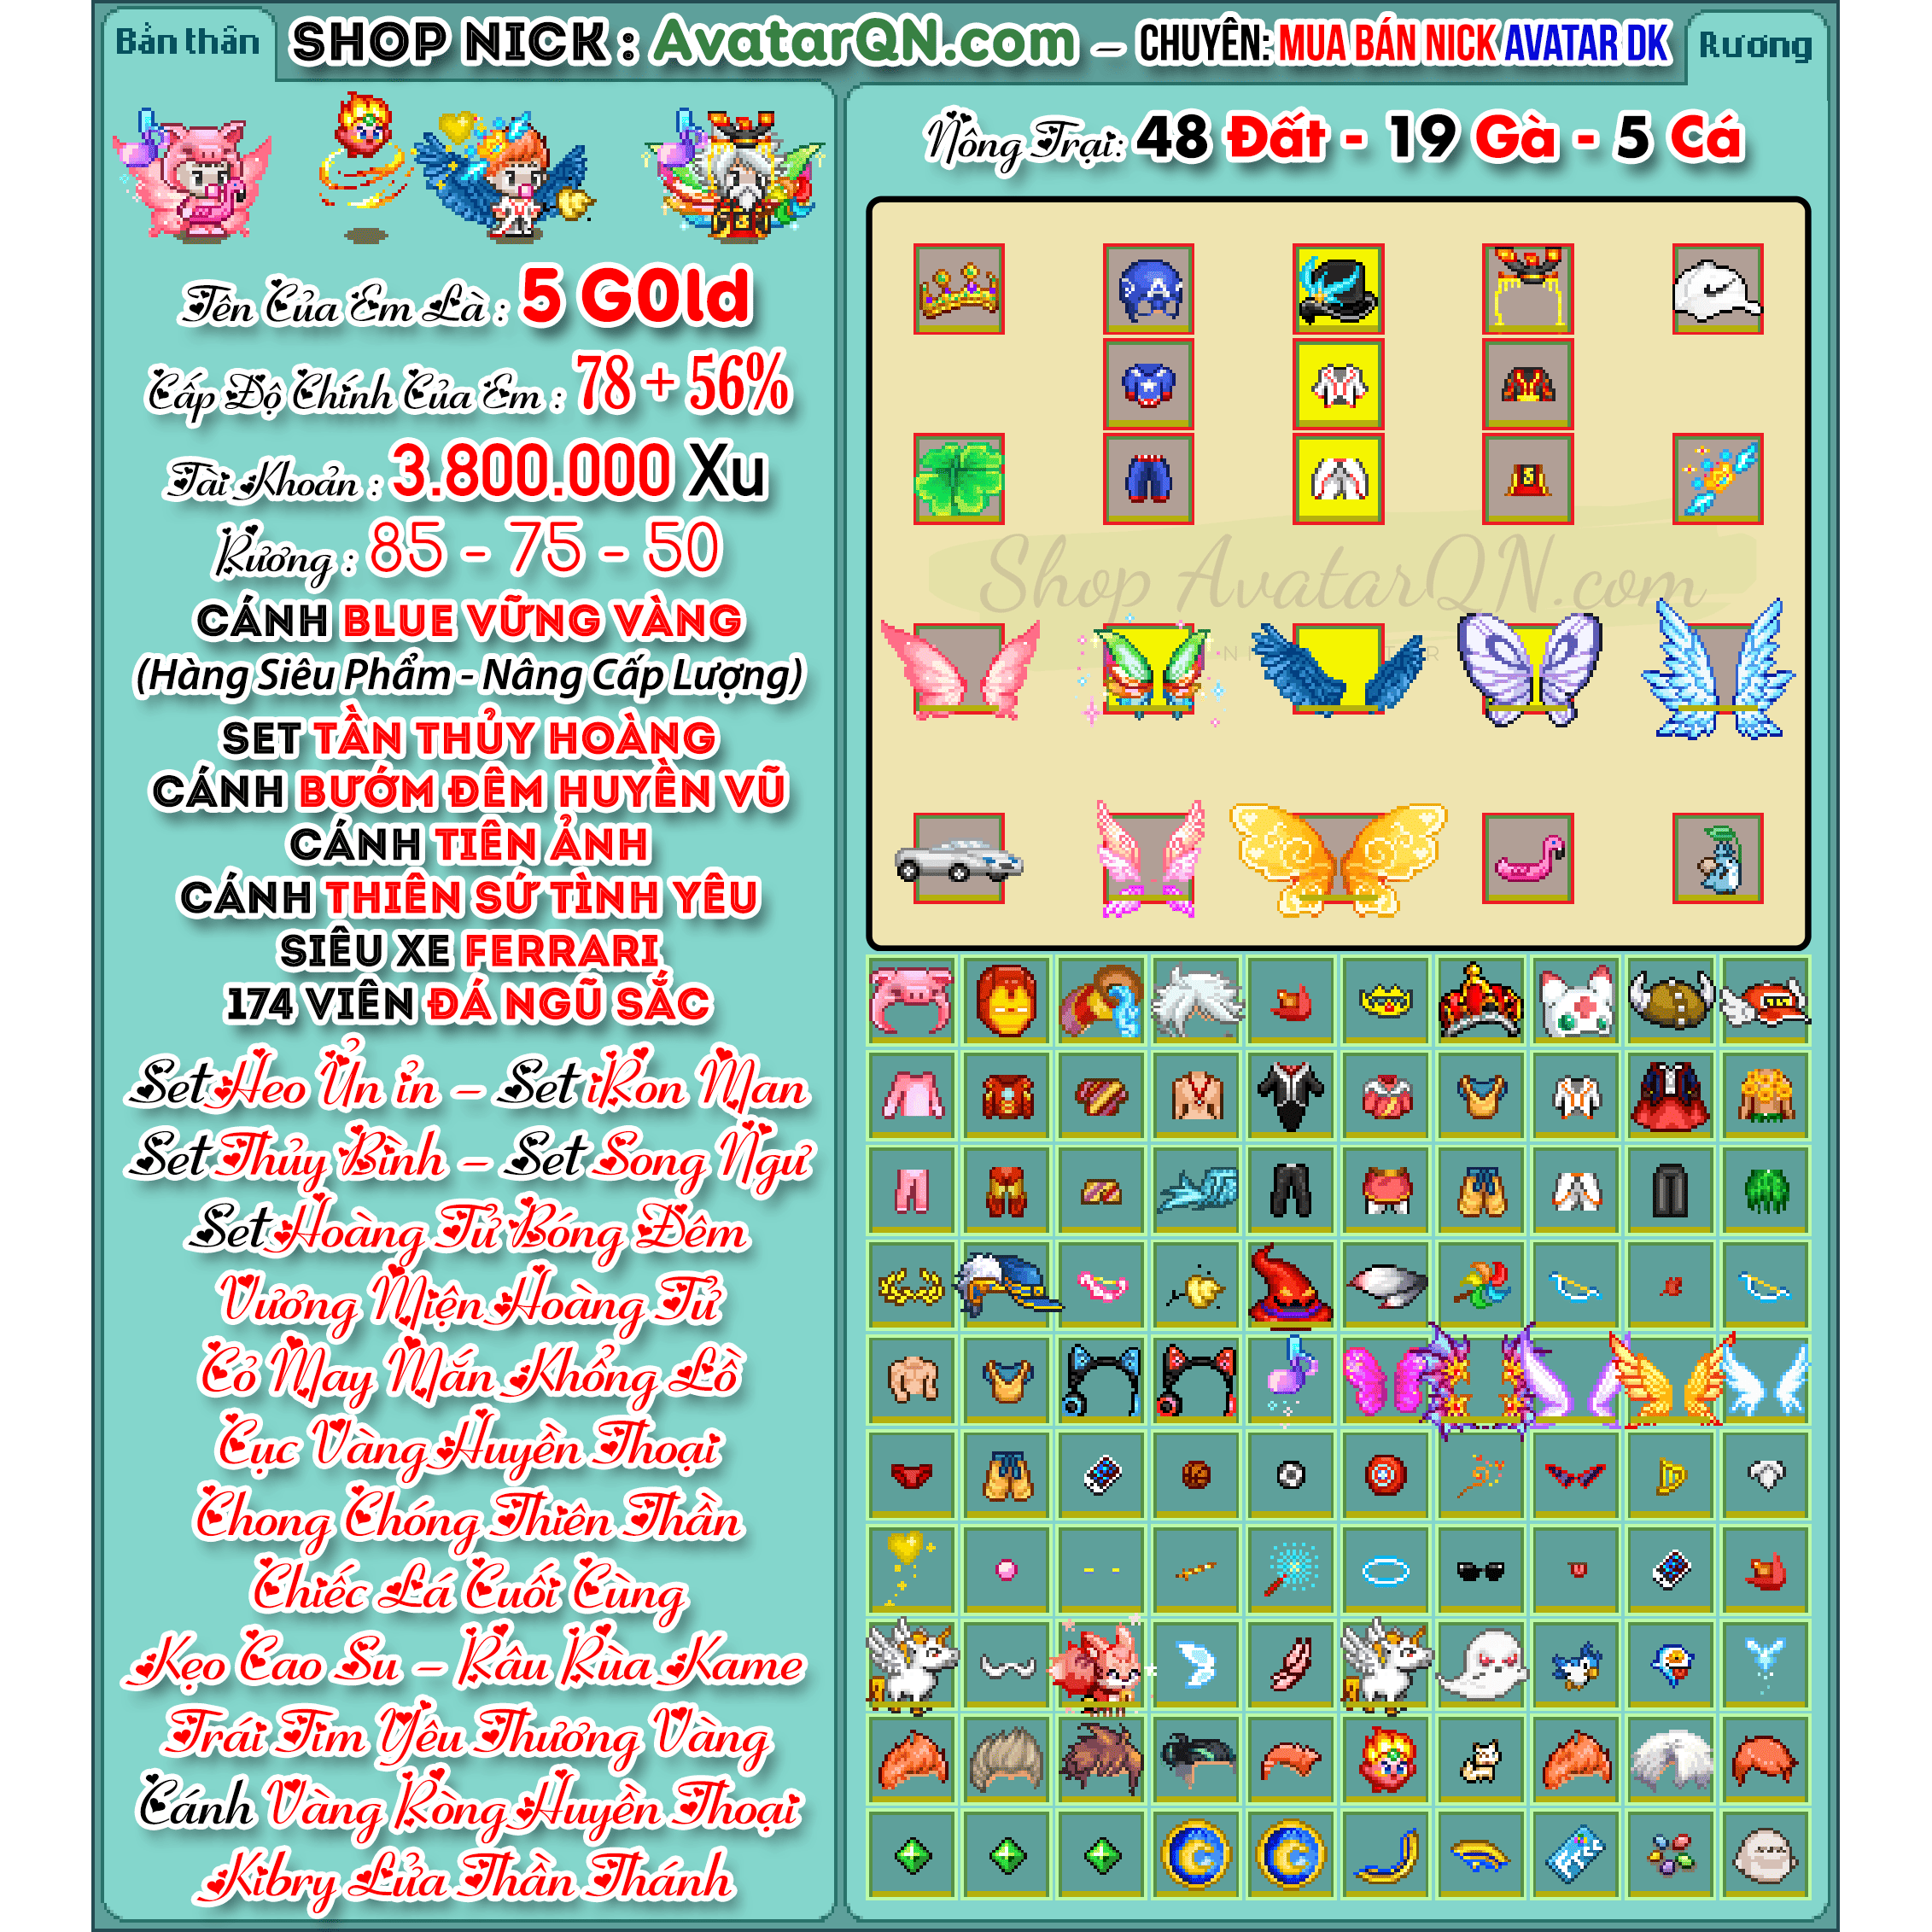 Bản thân
SHOP NICK : AvatarQN.com – CHUYÊN: MUA BÁN NICK AVATAR DK
Rương
Tên Của Em Là : 5 G0ld
Cấp Độ Chính Của Em : 78 + 56%
Tài Khoản : 3.800.000 Xu
Rương : 85 - 75 - 50
CÁNH BLUE VỮNG VÀNG
(Hàng Siêu Phẩm - Nâng Cấp Lượng)
SET TẦN THỦY HOÀNG
CÁNH BƯỚM ĐÊM HUYỀN VŨ
CÁNH TIÊN ẢNH
CÁNH THIÊN SỨ TÌNH YÊU
SIÊU XE FERRARI
174 VIÊN ĐÁ NGŨ SẮC
Set Heo Ủn ỉn – Set iRon Man
Set Thủy Bình – Set Song Ngư
Set Hoàng Tử Bóng Đêm
Vương Miện Hoàng Tử
Cỏ May Mắn Khổng Lồ
Cục Vàng Huyền Thoại
Chong Chóng Thiên Thần
Chiếc Lá Cuối Cùng
Kẹo Cao Su – Râu Rùa Kame
Trái Tim Yêu Thương Vàng
Cánh Vàng Ròng Huyền Thoại
Kibry Lửa Thần Thánh
Nông Trại: 48 Đất - 19 Gà - 5 Cá
Shop AvatarQN.com